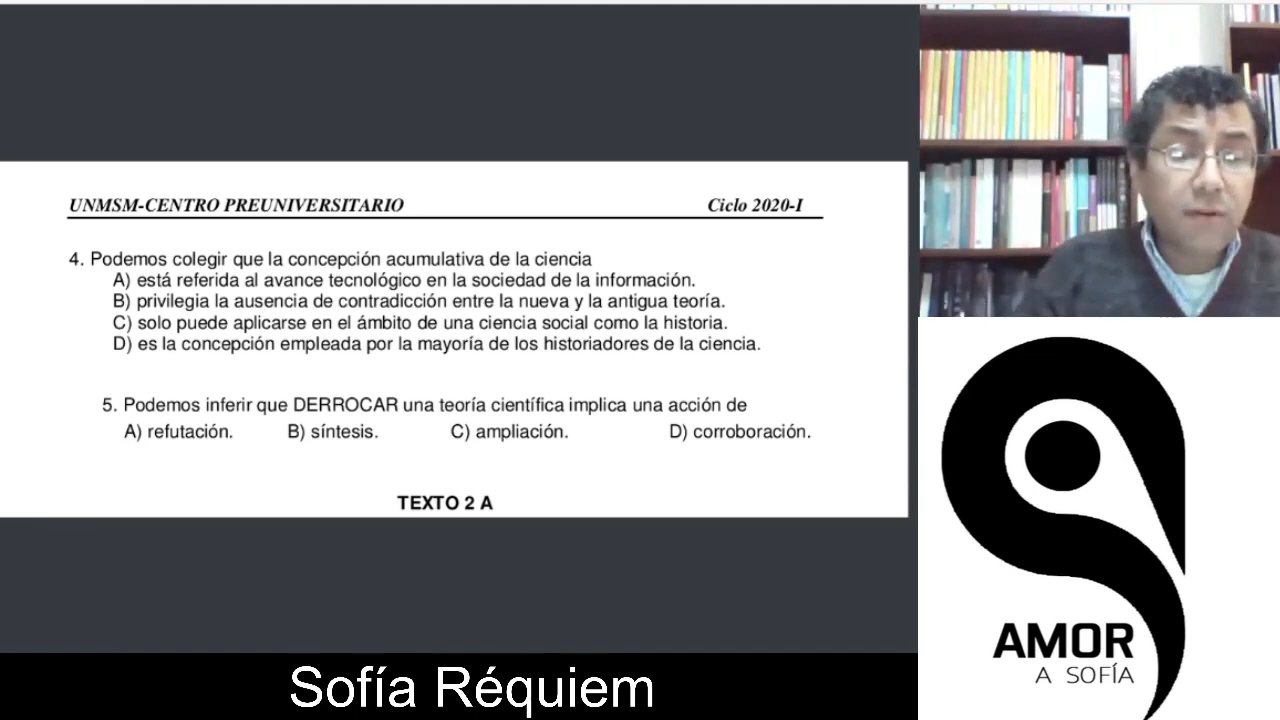 UNMSM-CENTRO PREUNIVERSITARIO Ciclo 2020-I
4. Podemos colegir que la concepción acumulativa de la ciencia
A) está referida al avance tecnológico en la sociedad de la información.
B) privilegia la ausencia de contradicción entre la nueva y la antigua teoría.
C) solo puede aplicarse en el ámbito de una ciencia social como la historia.
D) es la concepción empleada por la mayoría de los historiadores de la ciencia.
5. Podemos inferir que DERROCAR una teoría científica implica una acción de
A) refutación. B) síntesis. C) ampliación. D) corroboración.
TEXTO 2 A
AMOR
A SOFÍA
Sofía Réquiem